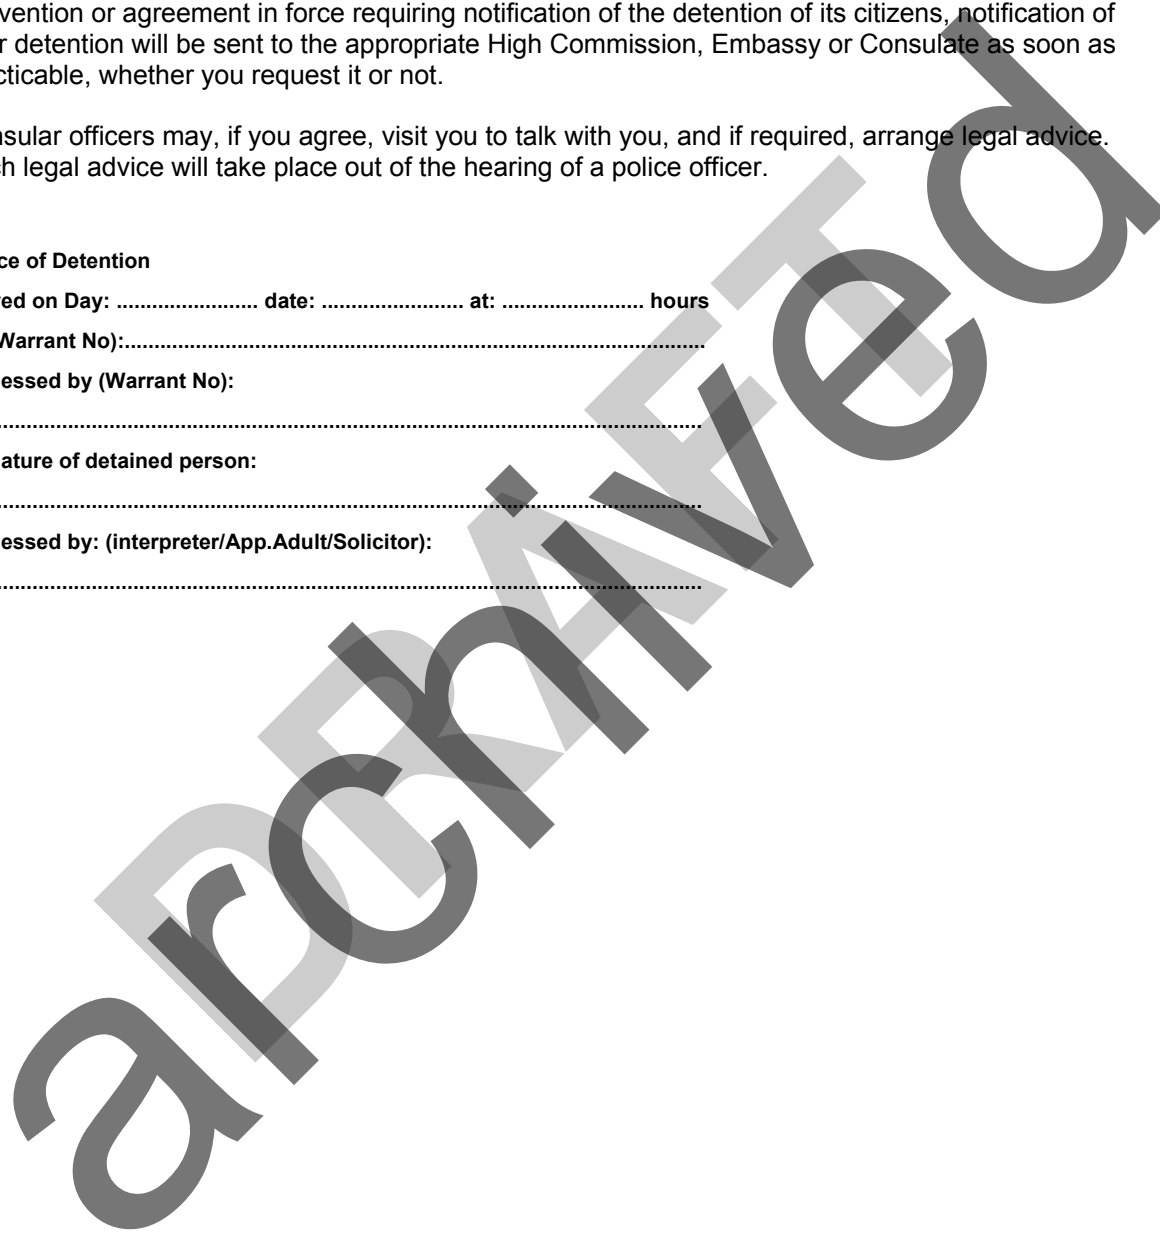 vention or agreement in force requiring notification of the detention of its citizens, notification of
r detention will be sent to the appropriate High Commission, Embassy or Consulate as soon as
cticable, whether you request it or not.
nsular officers may, if you agree, visit you to talk with you, and if required, arrange legal advice.
ch legal advice will take place out of the hearing of a police officer.
ce of Detention
ed on Day: ........................ date: ........................ at: ........................ hours
Warrant No):...................................................................................................
essed by (Warrant No):
........................................................................................................................
ature of detained person:
........................................................................................................................
essed by: (interpreter/App.Adult/Solicitor):
........................................................................................................................
DRAFT
archived